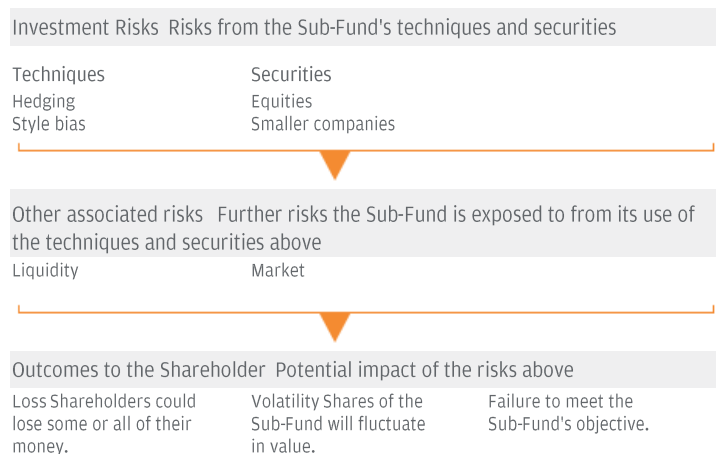 Investment Risks Risks from the Sub-Fund's techniques and securities
Techniques Securities
Hedging Equities
Style bias Smaller companies
Other associated risks Further risks the Sub-Fund is exposed to from its use of
the techniques and securities above
Liquidity Market
Outcomes to the Shareholder Potential impact of the risks above
Loss Shareholders could
lose some or all of their
money.
Volatility Shares of the
Sub-Fund will fluctuate
in value.
Failure to meet the
Sub-Fund's objective.